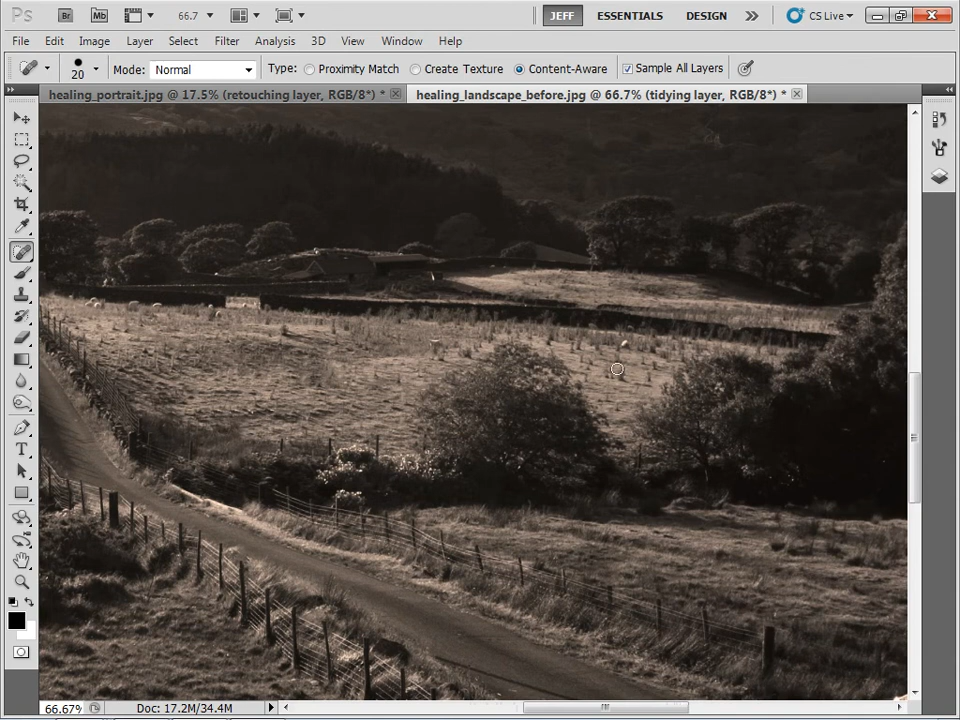 Ps Br Mb 66.7 JEFF ESSENTIALS DESIGN CS Live
File Edit Image Layer Select Filter Analysis 3D View Window Help
20 Mode: Normal Type: Proximity Match Create Texture Content-Aware Sample All Layers
healing_portrait.jpg @ 17.5% (retouching layer, RGB/8*) * healing_landscape_before.jpg @ 66.7% (tidying layer, RGB/8*) *
T
66.67% Doc: 17.2M/34.4M